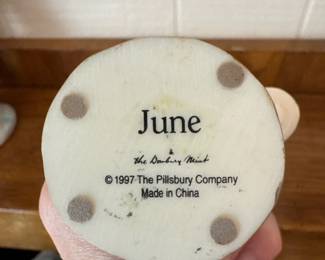 June
&
the Danbury Mint
© 1997 The Pillsbury Company
Made in China